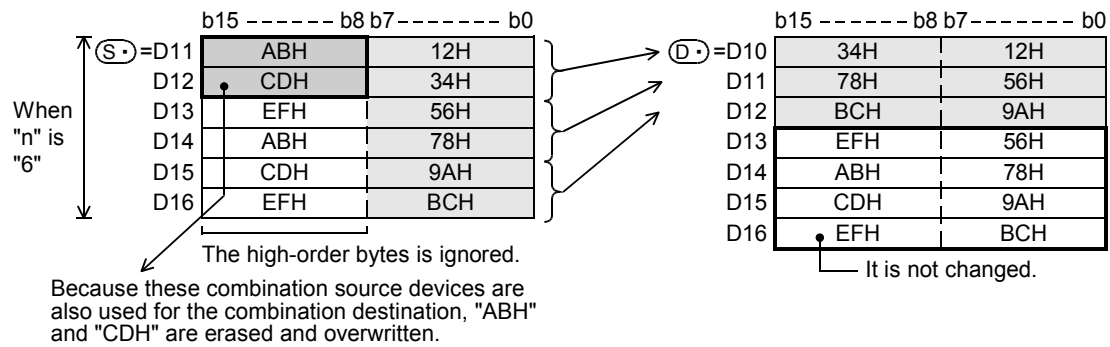 b15 ------ b8 b7 ------- b0 b15 ------ b8 b7 ------- b0
(S·)=D11 ABH 12H (D·)=D10 34H 12H
D12 CDH 34H D11 78H 56H
When D13 EFH 56H D12 BCH 9AH
"n" is D14 ABH 78H D13 EFH 56H
"6" D15 CDH 9AH D14 ABH 78H
D16 EFH BCH D15 CDH 9AH
D16 EFH BCH
The high-order bytes is ignored.
It is not changed.
Because these combination source devices are
also used for the combination destination, "ABH"
and "CDH" are erased and overwritten.